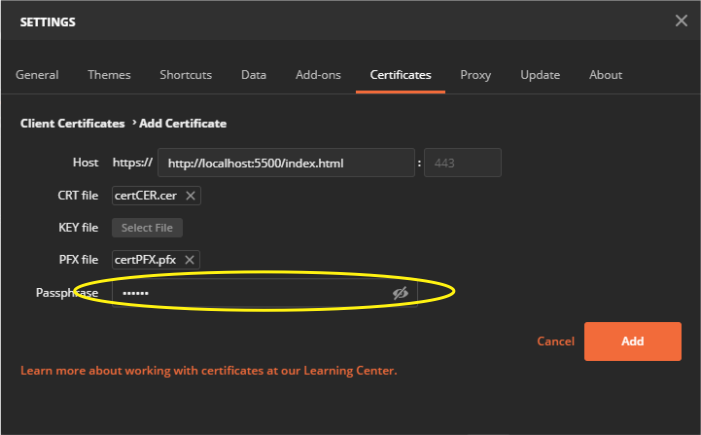 SETTINGS
General Themes Shortcuts Data Add-ons Certificates Proxy Update About
Client Certificates > Add Certificate
Host https:// http://localhost:5500/index.html : 443
CRT file certCER.cer ×
KEY file Select File
PFX file certPFX.pfx ×
Passphrase ••••••
Cancel Add
Learn more about working with certificates at our Learning Center.